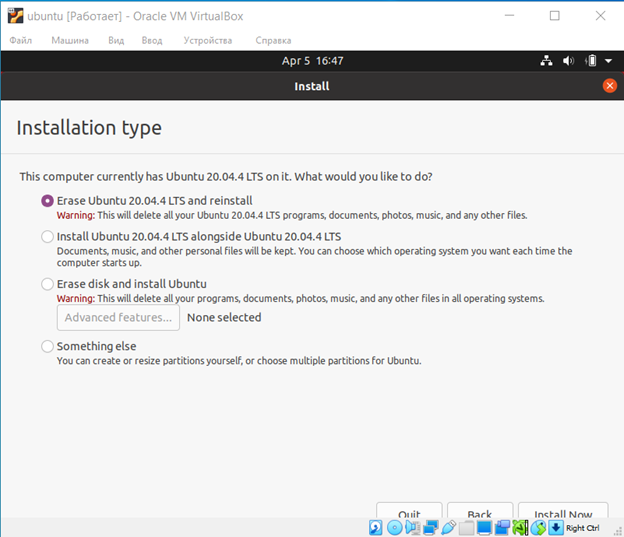 ubuntu [Работает] - Oracle VM VirtualBox
Файл Машина Вид Ввод Устройства Справка
Apr 5 16:47
Install
Installation type
This computer currently has Ubuntu 20.04.4 LTS on it. What would you like to do?
Erase Ubuntu 20.04.4 LTS and reinstall
Warning: This will delete all your Ubuntu 20.04.4 LTS programs, documents, photos, music, and any other files.
Install Ubuntu 20.04.4 LTS alongside Ubuntu 20.04.4 LTS
Documents, music, and other personal files will be kept. You can choose which operating system you want each time the
computer starts up.
Erase disk and install Ubuntu
Warning: This will delete all your programs, documents, photos, music, and any other files in all operating systems.
Advanced features... None selected
Something else
You can create or resize partitions yourself, or choose multiple partitions for Ubuntu.
Quit Back Install Now
Right Ctrl